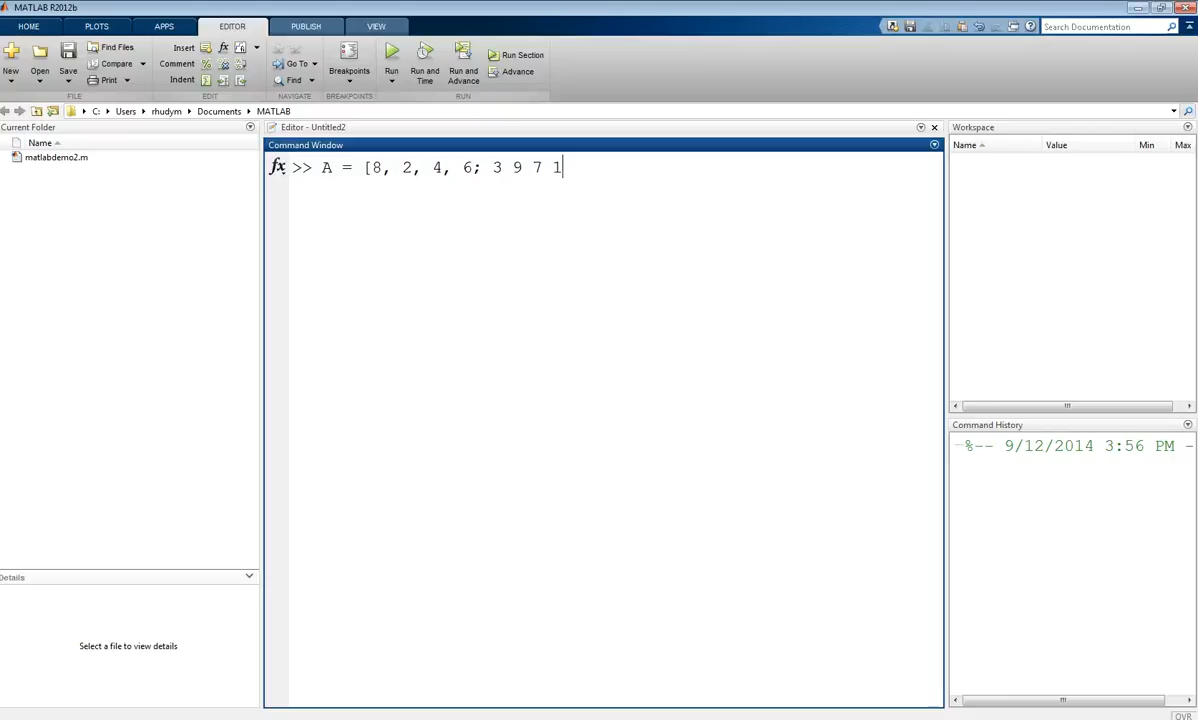 MATLAB R2012b
HOME PLOTS APPS EDITOR PUBLISH VIEW
Search Documentation
New Open Save Find Files Compare Print
Insert Comment Indent fx
Go To Find
Breakpoints Run Run and Time Run and Advance Run Section Advance
FILE EDIT NAVIGATE BREAKPOINTS RUN
C: Users rhudym Documents MATLAB
Current Folder
Name
matlabdemo2.m
Details
Select a file to view details
Editor - Untitled2
Command Window
fx >> A = [8, 2, 4, 6; 3 9 7 1
Workspace
Name Value Min Max
Command History
%-- 9/12/2014 3:56 PM -
OVR